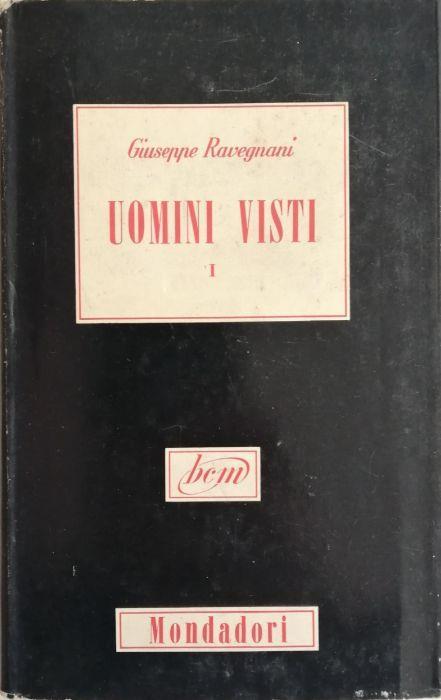 Giuseppe Ravegnani
UOMINI VISTI
I
bcm
Mondadori